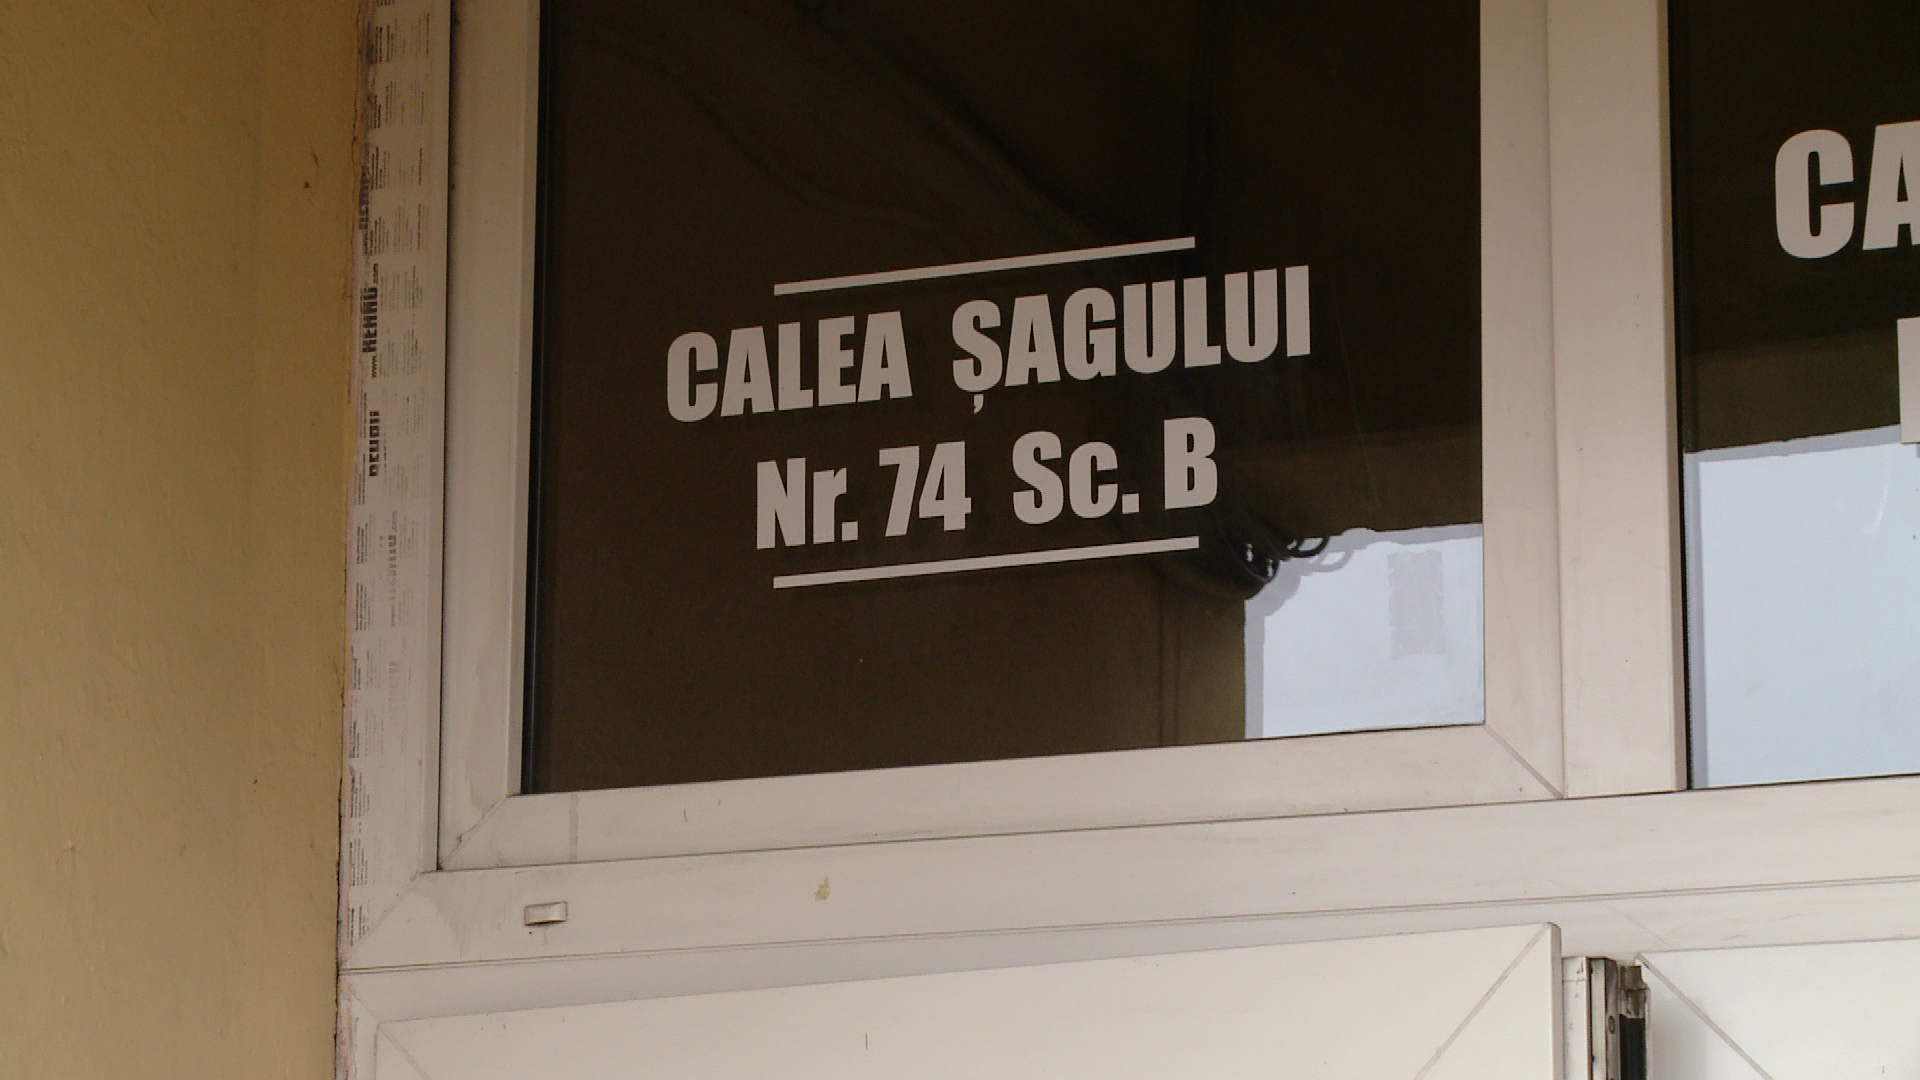 CALEA ȘAGULUI
Nr. 74 Sc. B
CA